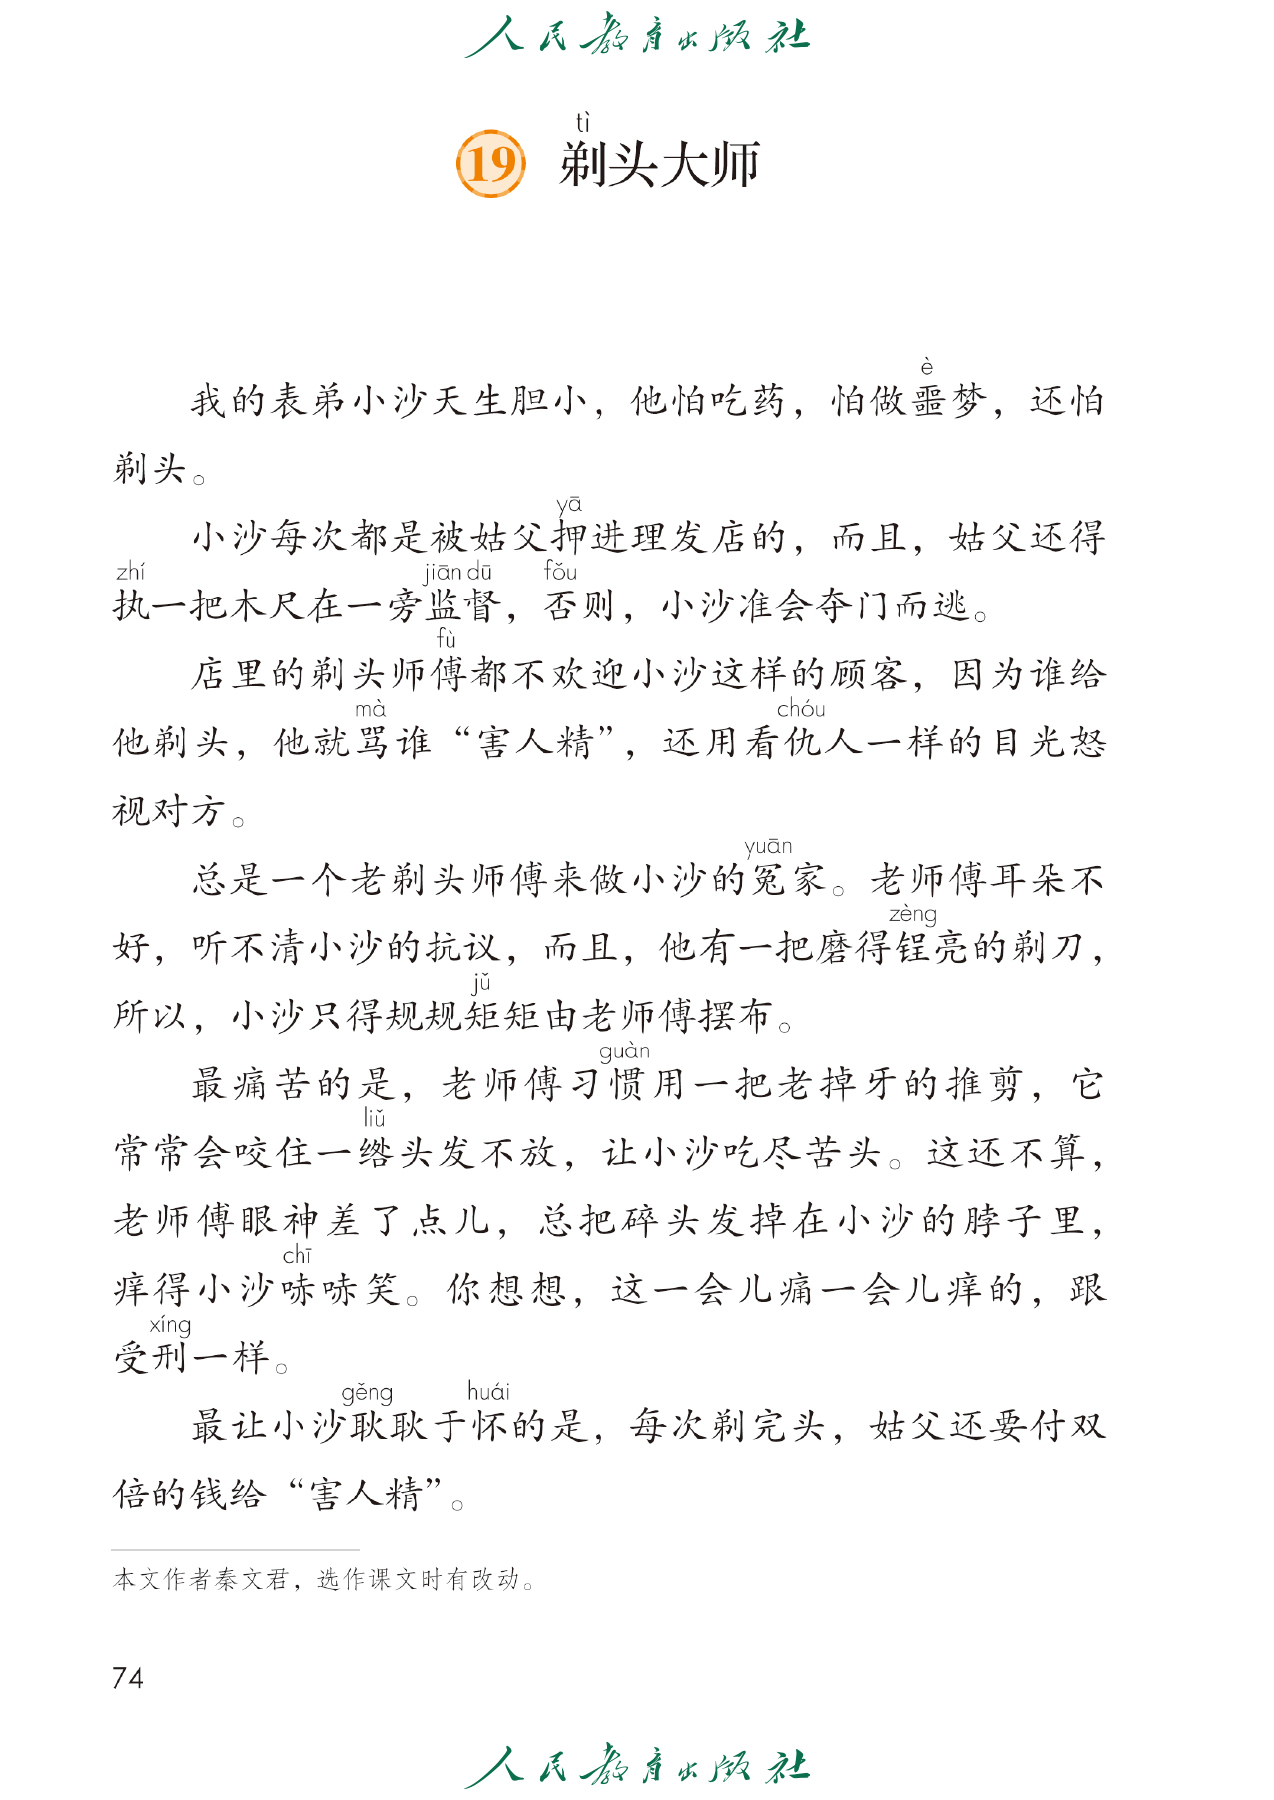 人民教育出版社
tì
19 剃头大师
è
我的表弟小沙天生胆小，他怕吃药，怕做噩梦，还怕
剃头。
yā
小沙每次都是被姑父押进理发店的，而且，姑父还得
zhí jiān dū fǒu
执一把木尺在一旁监督，否则，小沙准会夺门而逃。
fù
店里的剃头师傅都不欢迎小沙这样的顾客，因为谁给
mà chóu
他剃头，他就骂谁“害人精”，还用看仇人一样的目光怒
视对方。
yuān
总是一个老剃头师傅来做小沙的冤家。老师傅耳朵不
zèng
好，听不清小沙的抗议，而且，他有一把磨得锃亮的剃刀，
jǔ
所以，小沙只得规规矩矩由老师傅摆布。
guàn
最痛苦的是，老师傅习惯用一把老掉牙的推剪，它
liǔ
常常会咬住一绺头发不放，让小沙吃尽苦头。这还不算，
老师傅眼神差了点儿，总把碎头发掉在小沙的脖子里，
chī
痒得小沙哧哧笑。你想想，这一会儿痛一会儿痒的，跟
xíng
受刑一样。
gěng huái
最让小沙耿耿于怀的是，每次剃完头，姑父还要付双
倍的钱给“害人精”。
本文作者秦文君，选作课文时有改动。
74
人民教育出版社